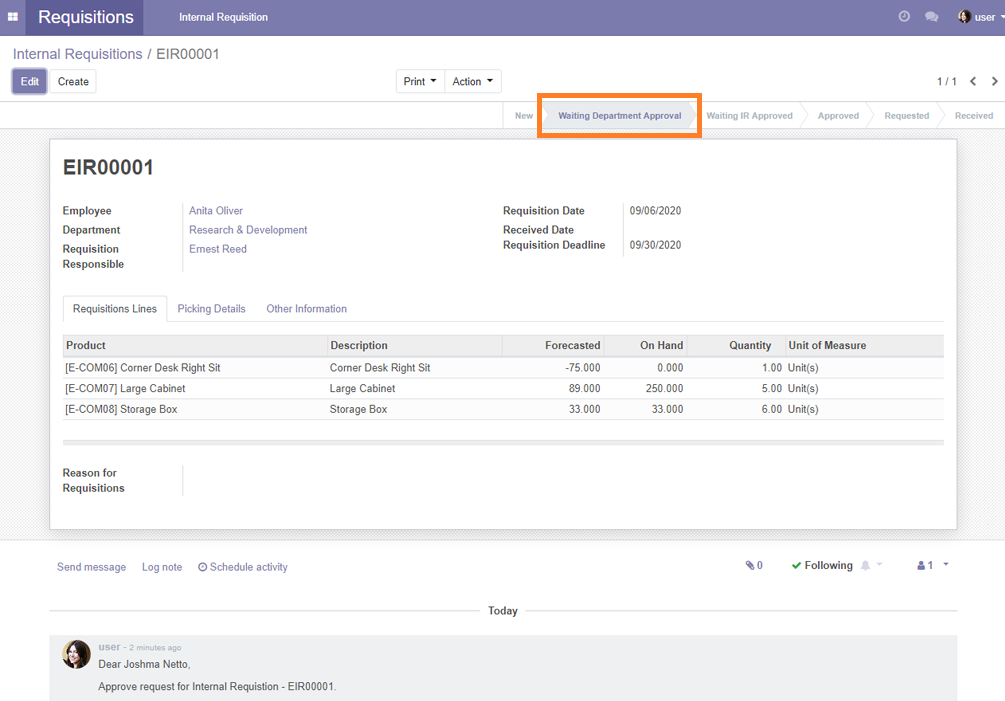 Requisitions Internal Requisition user
Internal Requisitions / EIR00001
Edit Create Print Action 1 / 1
New Waiting Department Approval Waiting IR Approved Approved Requested Received
EIR00001
Employee Anita Oliver Requisition Date 09/06/2020
Department Research & Development Received Date
Requisition Responsible Ernest Reed Requisition Deadline 09/30/2020
Requisitions Lines Picking Details Other Information
Product Description Forecasted On Hand Quantity Unit of Measure
[E-COM06] Corner Desk Right Sit Corner Desk Right Sit -75.000 0.000 1.00 Unit(s)
[E-COM07] Large Cabinet Large Cabinet 89.000 250.000 5.00 Unit(s)
[E-COM08] Storage Box Storage Box 33.000 33.000 6.00 Unit(s)
Reason for
Requisitions
Send message Log note Schedule activity 0 Following 1
Today
user - 2 minutes ago
Dear Joshma Netto,
Approve request for Internal Requistion - EIR00001.